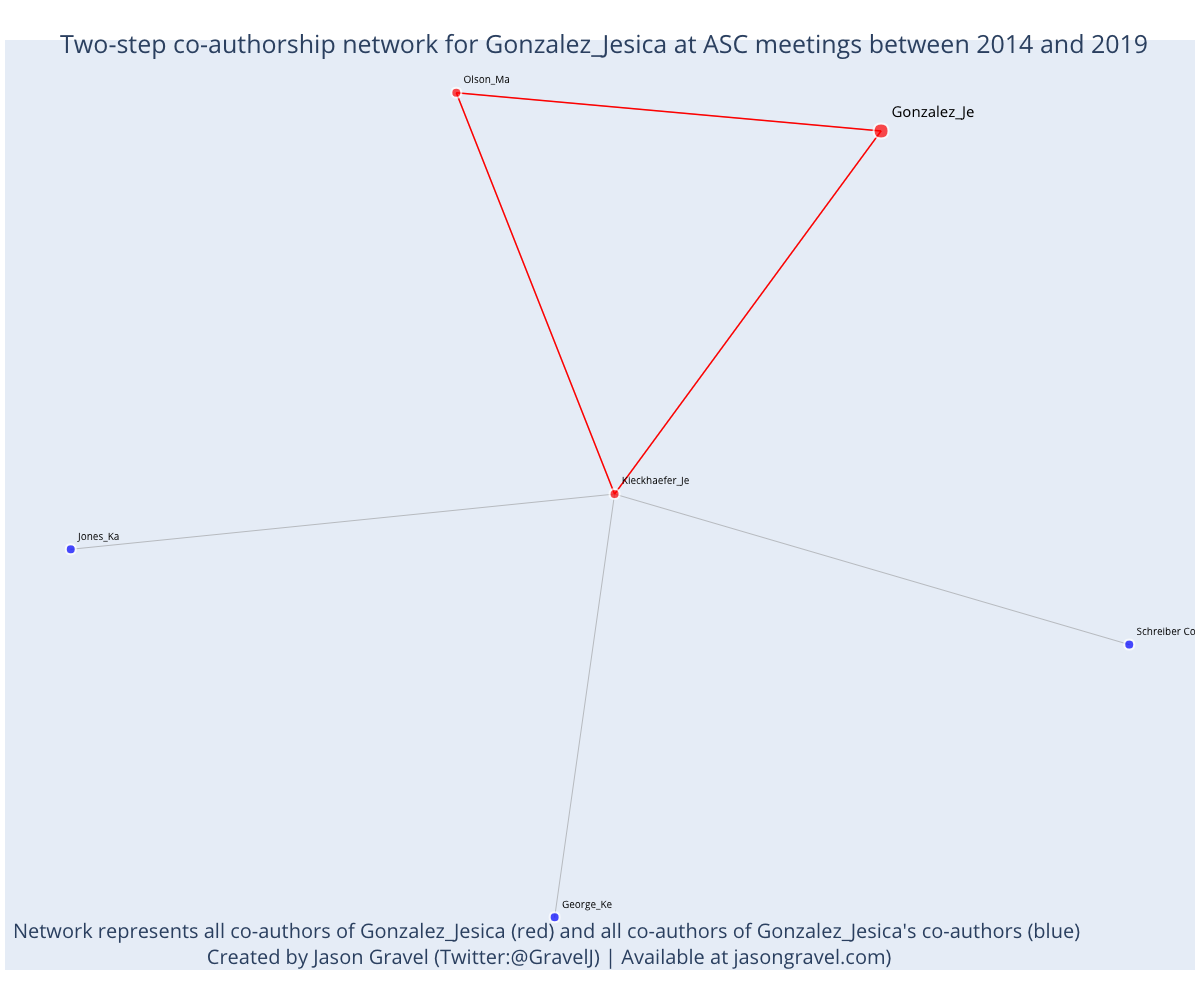 Two-step co-authorship network for Gonzalez_Jesica at ASC meetings between 2014 and 2019
Olson_Ma
Gonzalez_Je
Kleckhaefer_Je
Jones_Ka
Schreiber Co
George_Ke
Network represents all co-authors of Gonzalez_Jesica (red) and all co-authors of Gonzalez_Jesica's co-authors (blue)
Created by Jason Gravel (Twitter:@GravelJ) | Available at jasongravel.com)